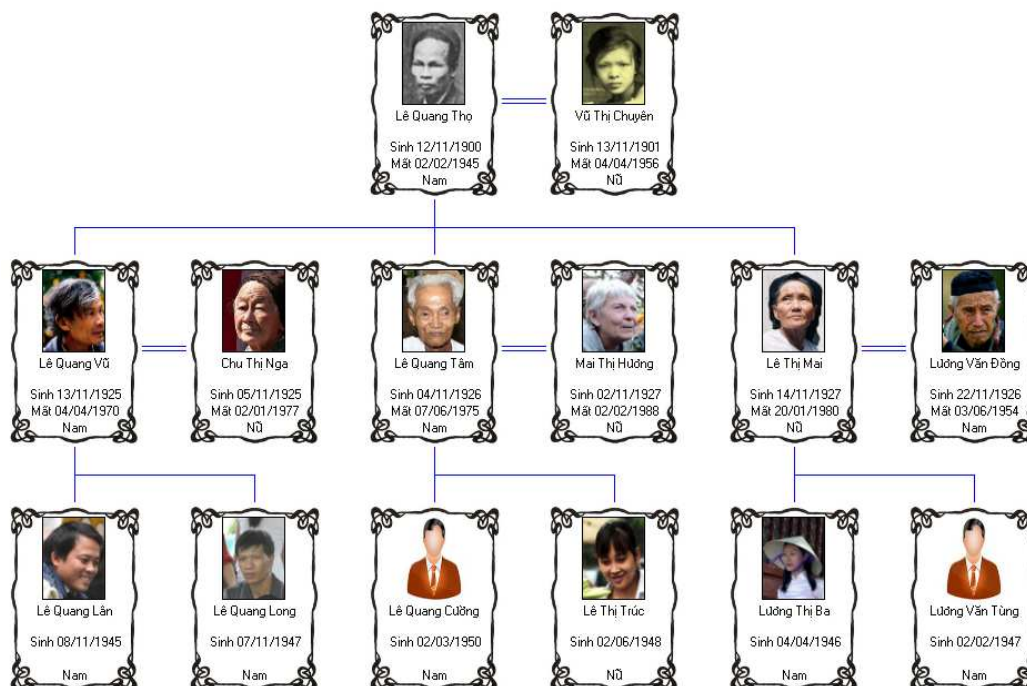 Lê Quang Thọ
Sinh 12/11/1900
Mất 02/02/1945
Nam
Vũ Thị Chuyên
Sinh 13/11/1901
Mất 04/04/1956
Nữ
Lê Quang Vũ
Sinh 13/11/1925
Mất 04/04/1970
Nam
Chu Thị Nga
Sinh 05/11/1925
Mất 02/01/1977
Nữ
Lê Quang Tâm
Sinh 04/11/1926
Mất 07/06/1975
Nam
Mai Thị Hương
Sinh 02/11/1927
Mất 02/02/1988
Nữ
Lê Thị Mai
Sinh 14/11/1927
Mất 20/01/1980
Nam
Lương Văn Đồng
Sinh 22/11/1926
Mất 03/06/1954
Nam
Lê Quang Lân
Sinh 08/11/1945
Nam
Lê Quang Long
Sinh 07/11/1947
Nam
Lê Quang Cường
Sinh 02/03/1950
Nam
Lê Thị Trúc
Sinh 02/06/1948
Nữ
Lương Thị Ba
Sinh 04/04/1946
Nam
Lương Văn Tùng
Sinh 02/02/1947
Nam